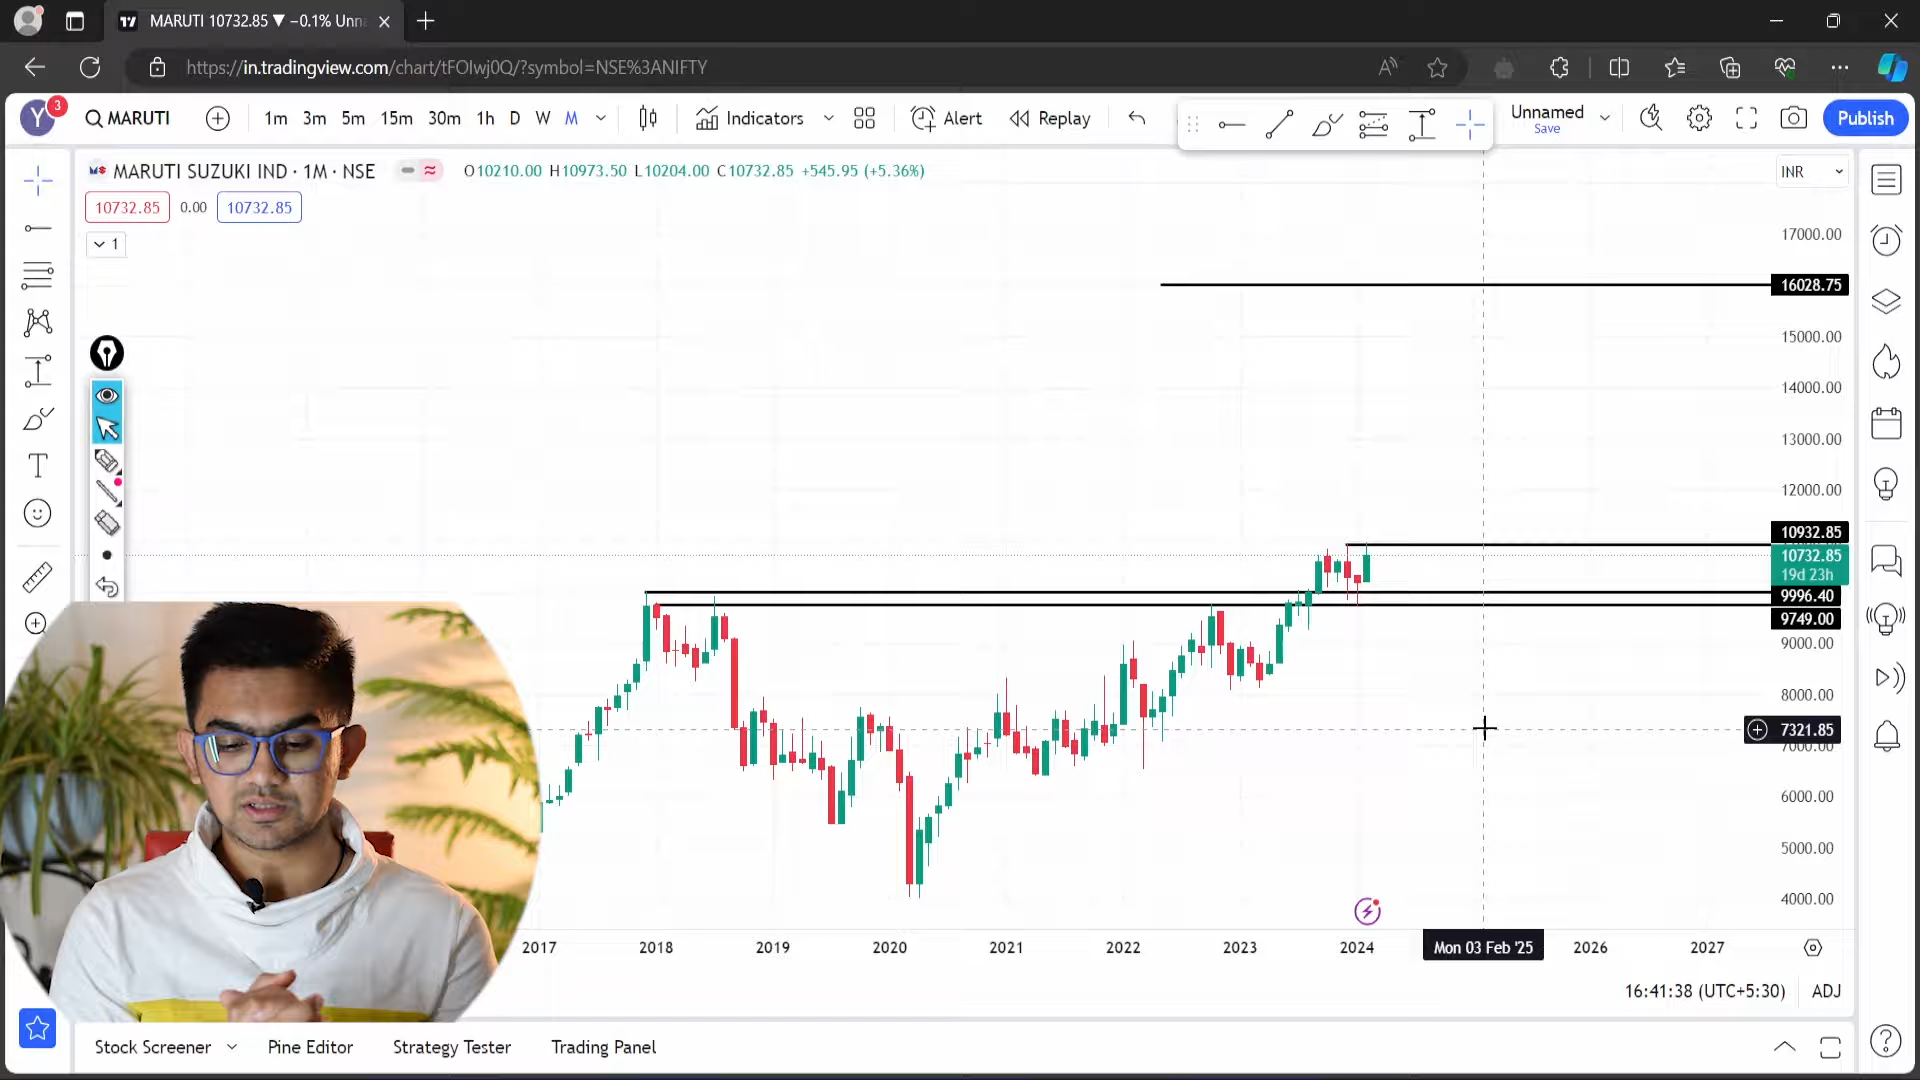 MARUTI 10732.85 ▼ −0.1% Unn
https://in.tradingview.com/chart/tFOIwj0Q/?symbol=NSE%3ANIFTY
Y
3
MARUTI
1m 3m 5m 15m 30m 1h D W M
Indicators
Alert
Replay
Unnamed
Save
Publish
MARUTI SUZUKI IND · 1M · NSE
O10210.00 H10973.50 L10204.00 C10732.85 +545.95 (+5.36%)
INR
10732.85 0.00 10732.85
1
17000.00
16028.75
15000.00
14000.00
13000.00
12000.00
10932.85
10732.85
19d 23h
9996.40
9749.00
9000.00
8000.00
7321.85
7000.00
6000.00
5000.00
4000.00
2017 2018 2019 2020 2021 2022 2023 2024 Mon 03 Feb '25 2026 2027
16:41:38 (UTC+5:30) ADJ
Stock Screener Pine Editor Strategy Tester Trading Panel